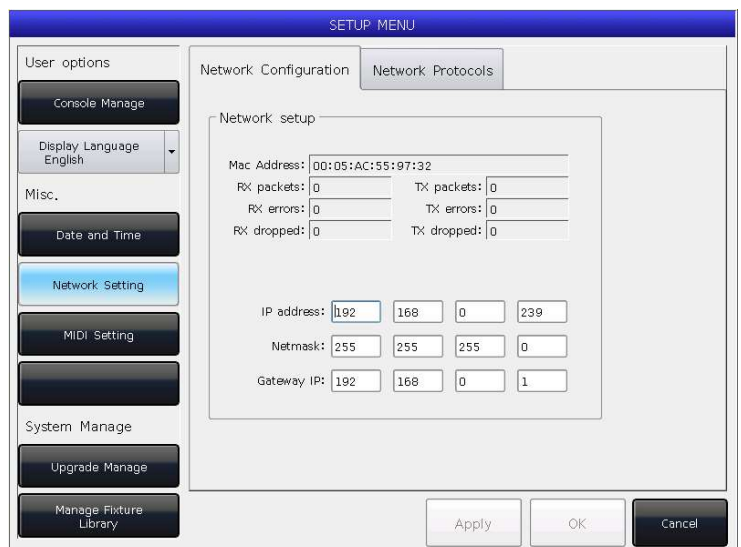 SETUP MENU
User options
Console Manage
Display Language
English
Misc.
Date and Time
Network Setting
MIDI Setting
System Manage
Upgrade Manage
Manage Fixture
Library
Network Configuration
Network Protocols
Network setup
Mac Address: 00:05:AC:55:97:32
RX packets: 0 TX packets: 0
RX errors: 0 TX errors: 0
RX dropped: 0 TX dropped: 0
IP address: 192 168 0 239
Netmask: 255 255 255 0
Gateway IP: 192 168 0 1
Apply
OK
Cancel